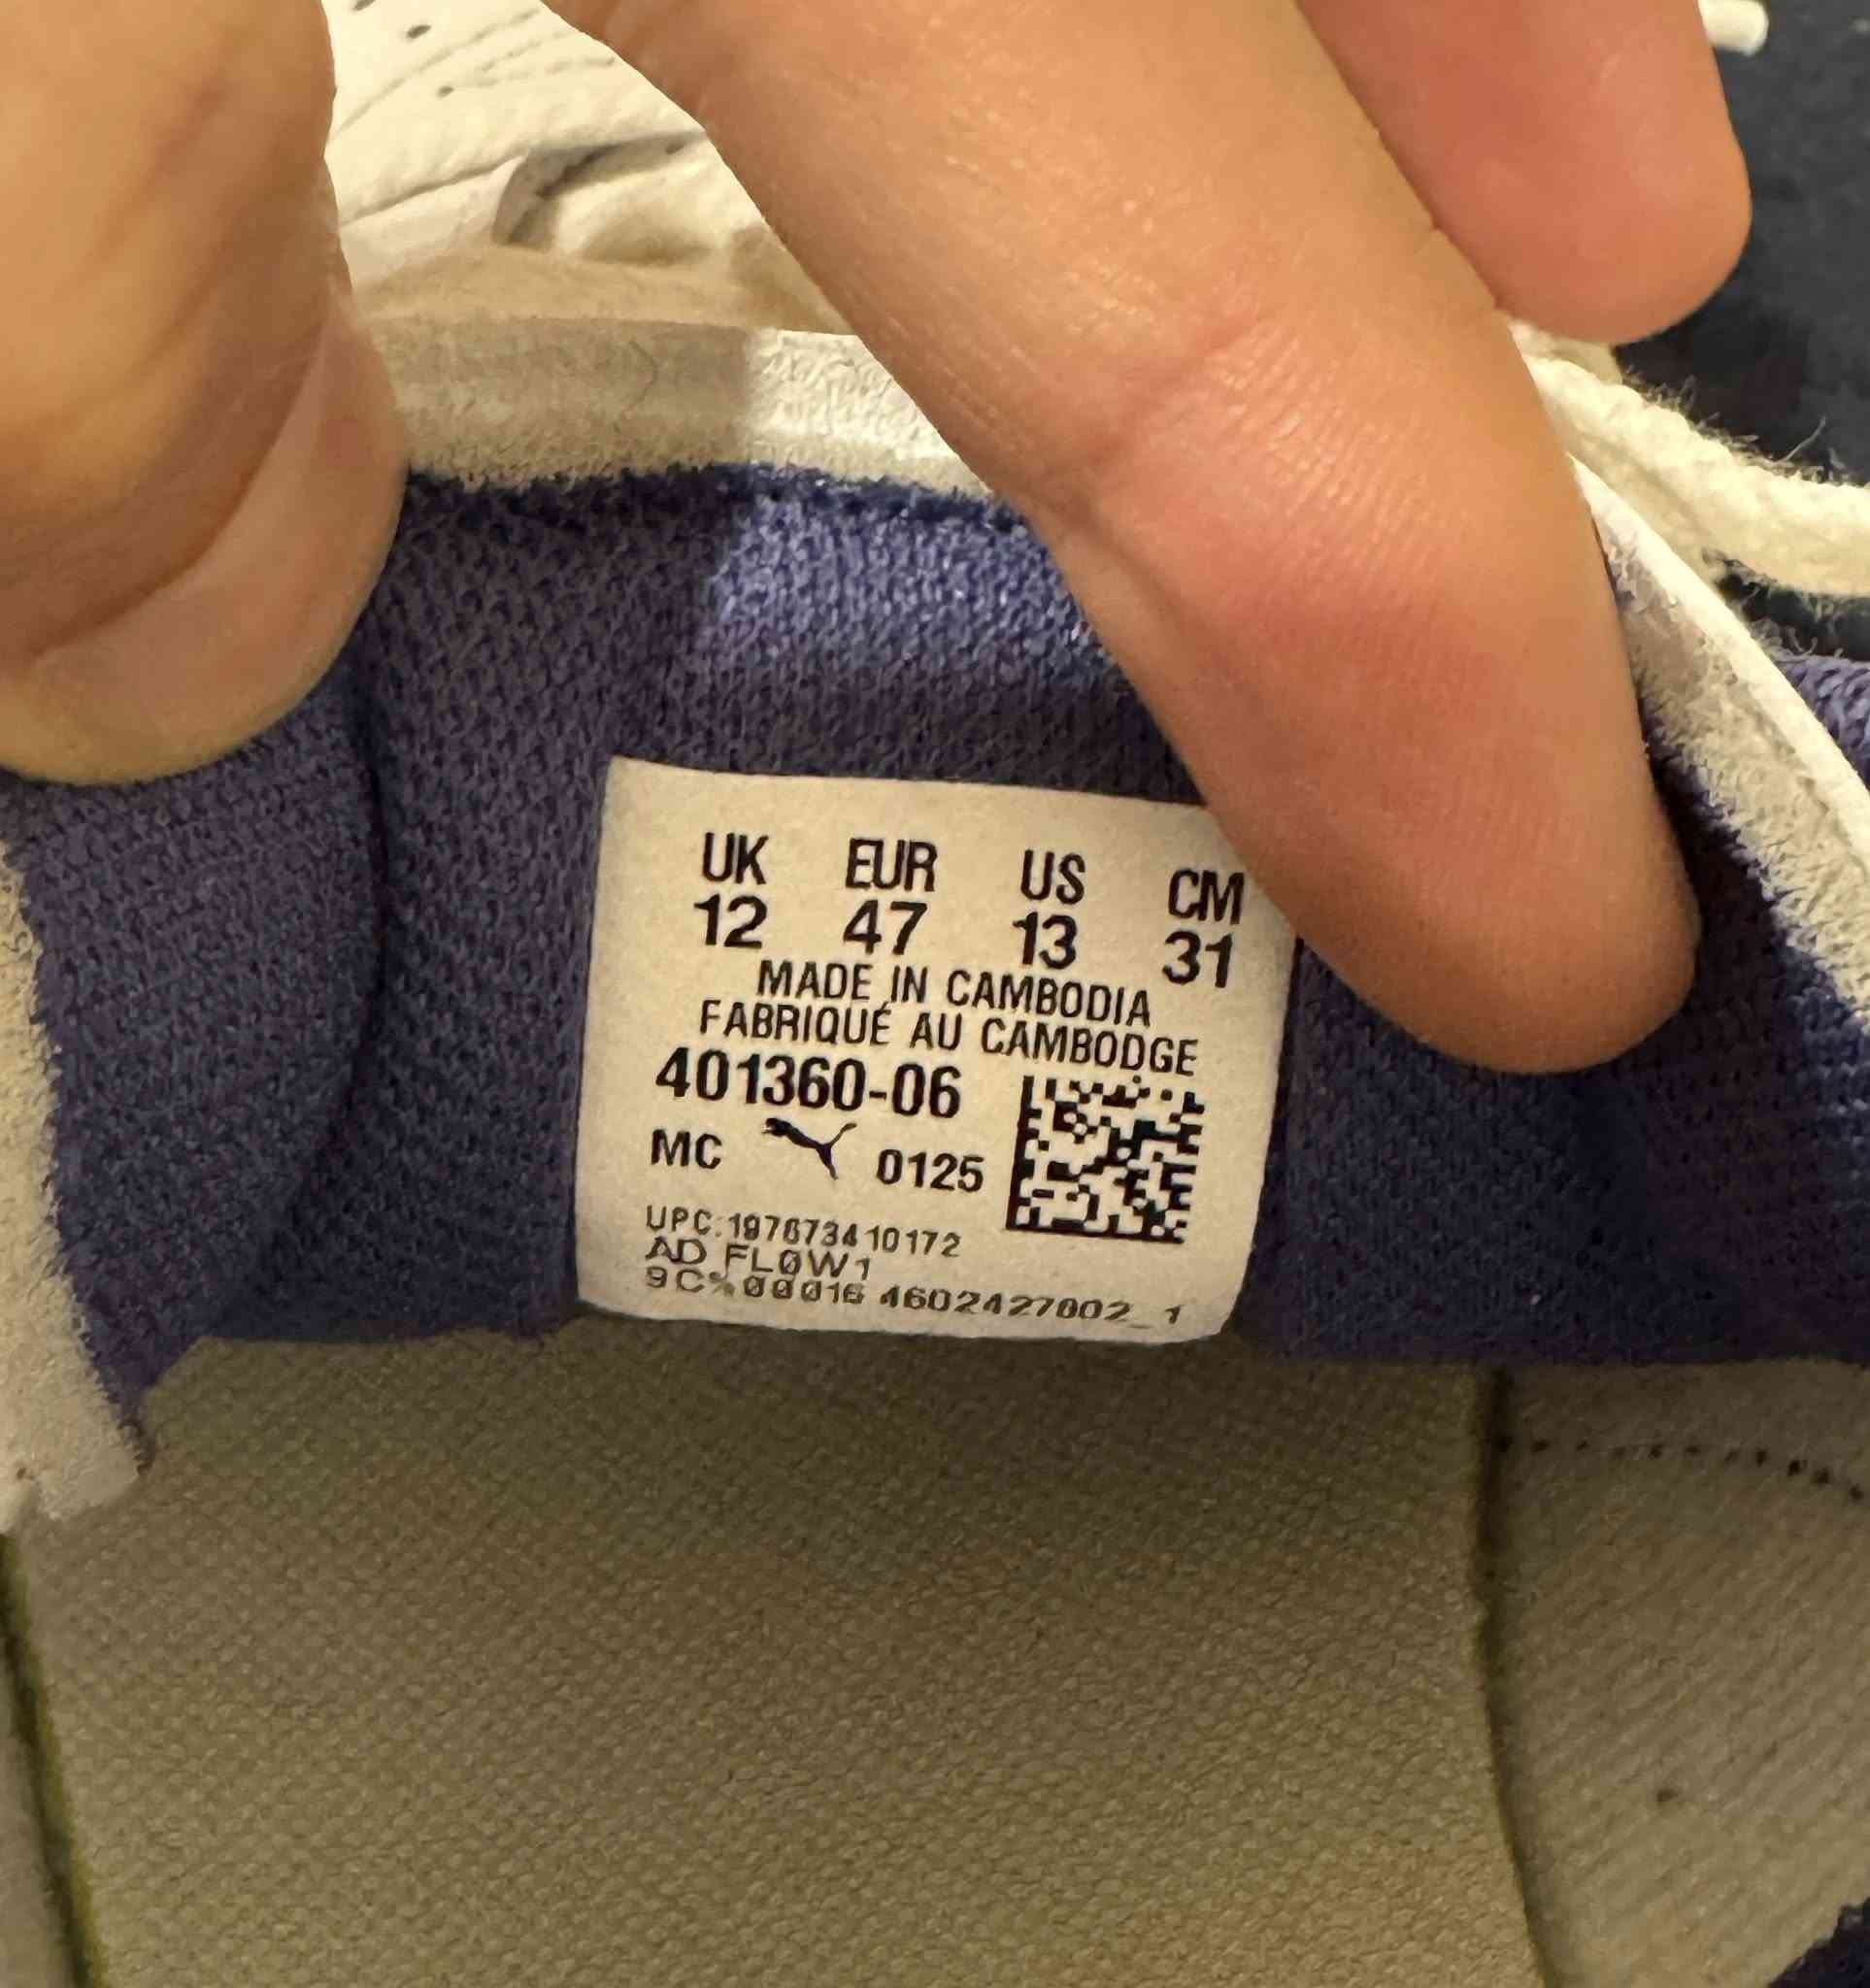 UK EUR US CM
12 47 13 31
MADE IN CAMBODIA
FABRIQUÉ AU CAMBODGE
401360-06
MC 0125
UPC:197673410172
AD FL0W1
9C%00016 4602427002_1